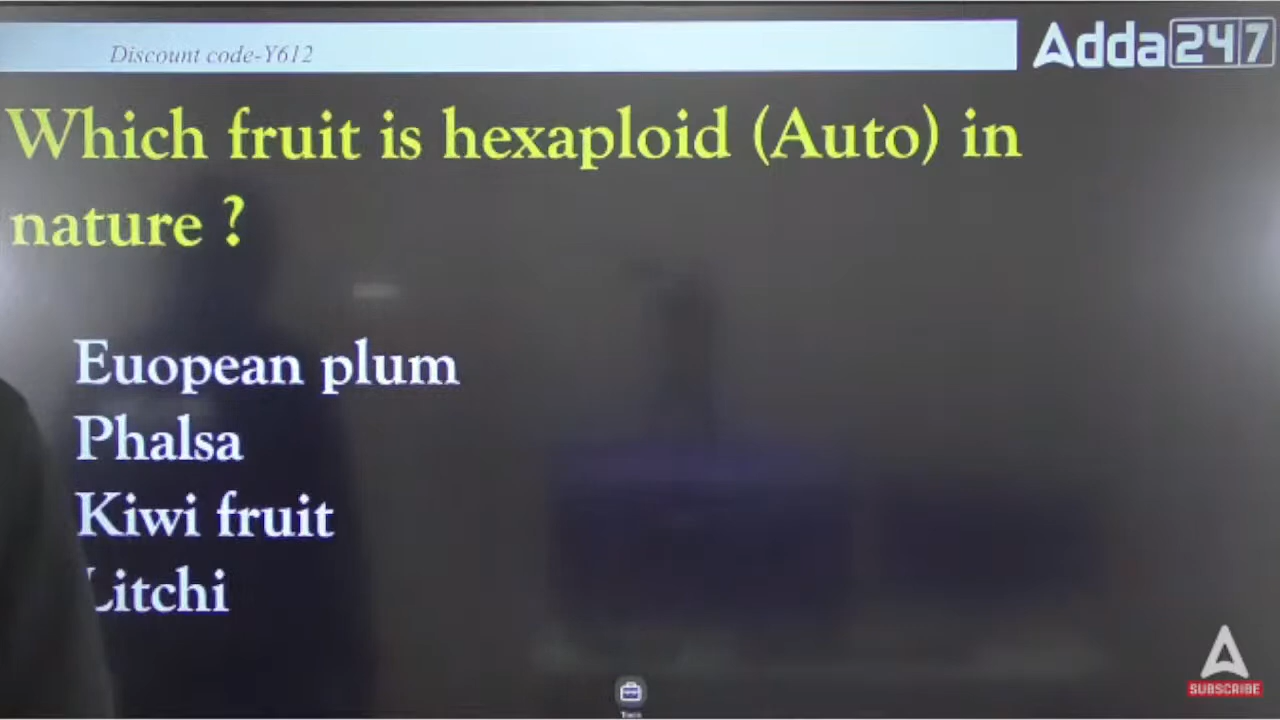 Discount code-Y612
Adda247
Which fruit is hexaploid (Auto) in
nature ?
Euopean plum
Phalsa
Kiwi fruit
Litchi
SUBSCRIBE